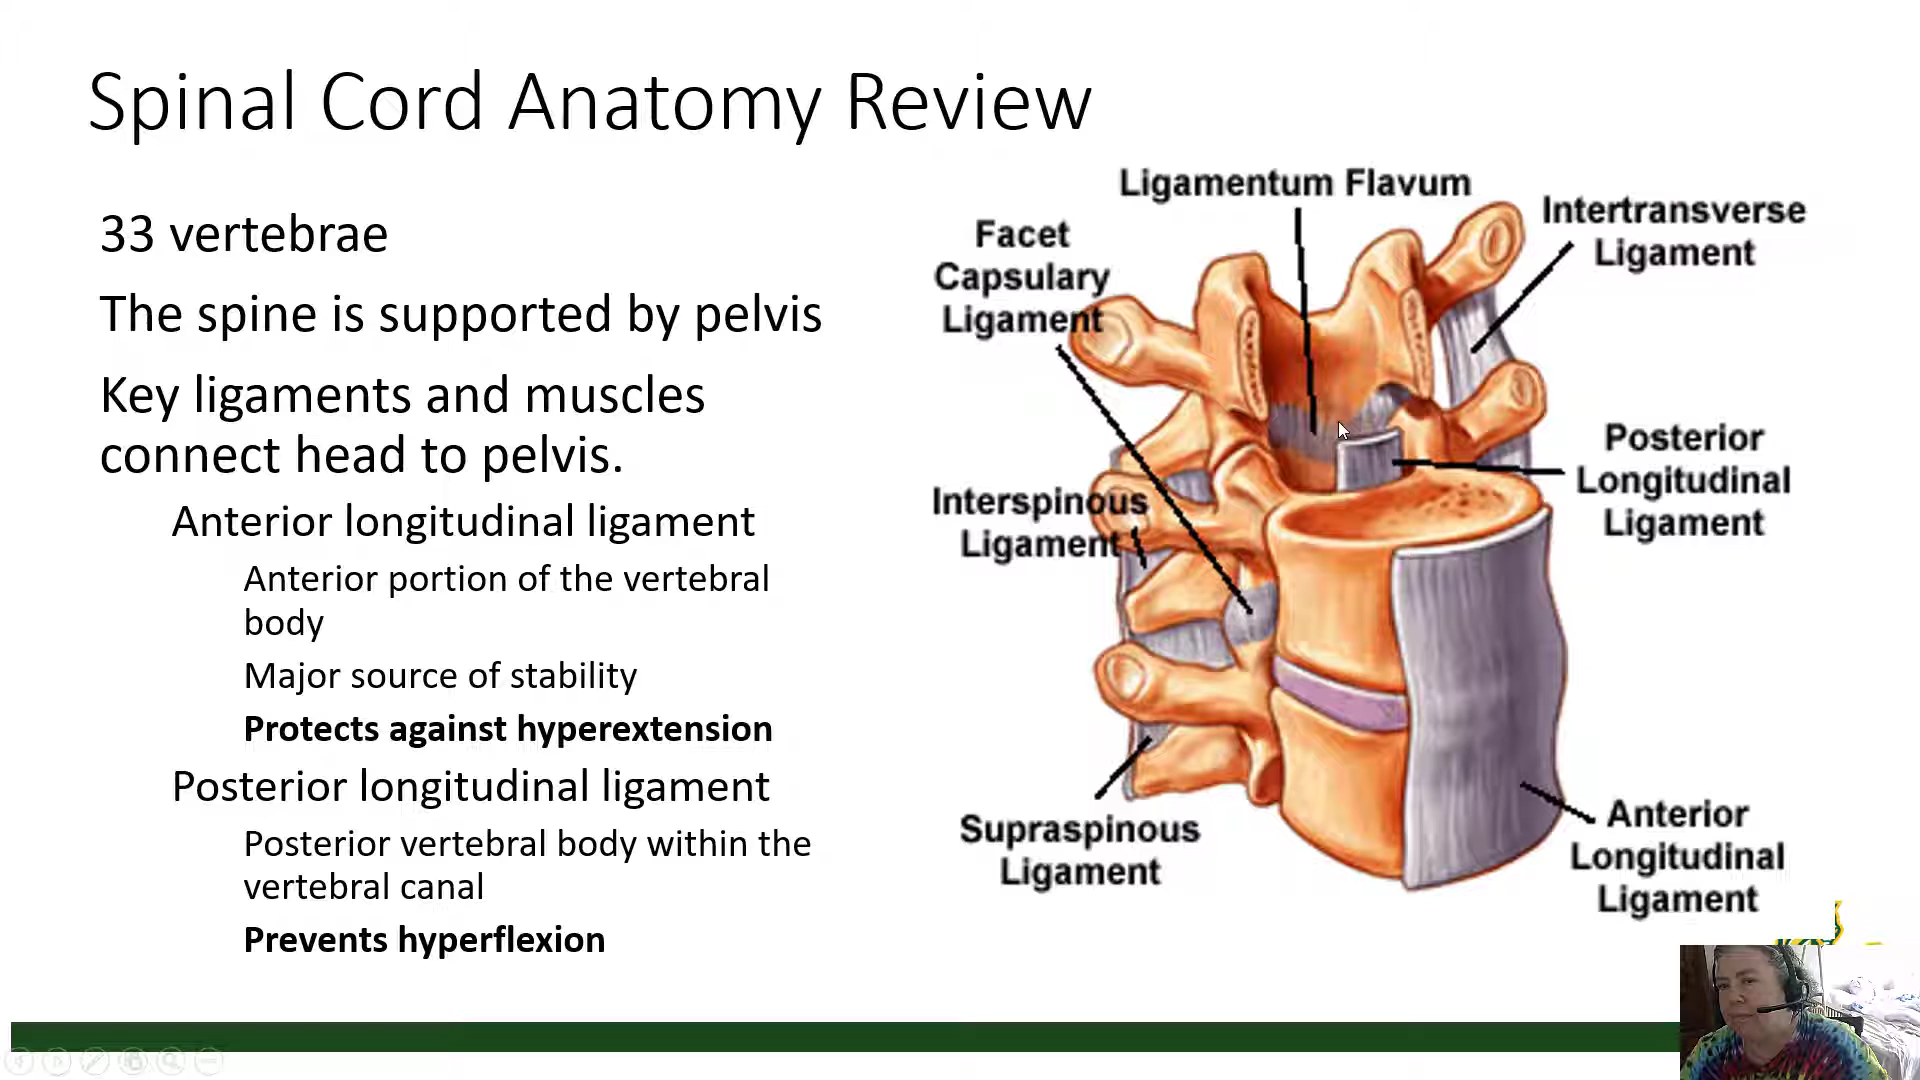 Spinal Cord Anatomy Review
33 vertebrae
The spine is supported by pelvis
Key ligaments and muscles
connect head to pelvis.
Anterior longitudinal ligament
Anterior portion of the vertebral
body
Major source of stability
Protects against hyperextension
Posterior longitudinal ligament
Posterior vertebral body within the
vertebral canal
Prevents hyperflexion
Ligamentum Flavum
Facet
Capsulary
Ligament
Intertransverse
Ligament
Posterior
Longitudinal
Ligament
Interspinous
Ligament
Supraspinous
Ligament
Anterior
Longitudinal
Ligament